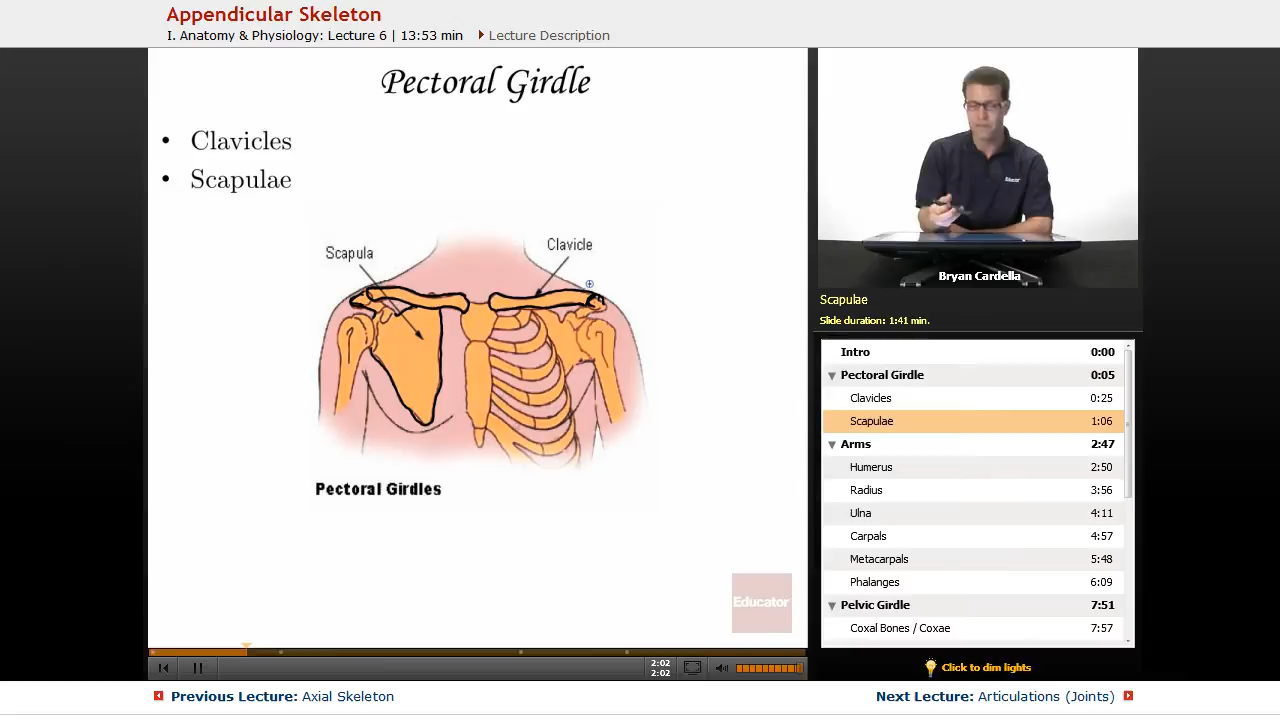 Appendicular Skeleton
I. Anatomy & Physiology: Lecture 6 | 13:53 min Lecture Description
Pectoral Girdle
• Clavicles
• Scapulae
Scapula
Clavicle
Pectoral Girdles
Educator
Bryan Cardella
Scapulae
Slide duration: 1:41 min.
Intro 0:00
Pectoral Girdle 0:05
Clavicles 0:25
Scapulae 1:06
Arms 2:47
Humerus 2:50
Radius 3:56
Ulna 4:11
Carpals 4:57
Metacarpals 5:48
Phalanges 6:09
Pelvic Girdle 7:51
Coxal Bones / Coxae 7:57
2:02
2:02
Click to dim lights
Previous Lecture: Axial Skeleton
Next Lecture: Articulations (Joints)